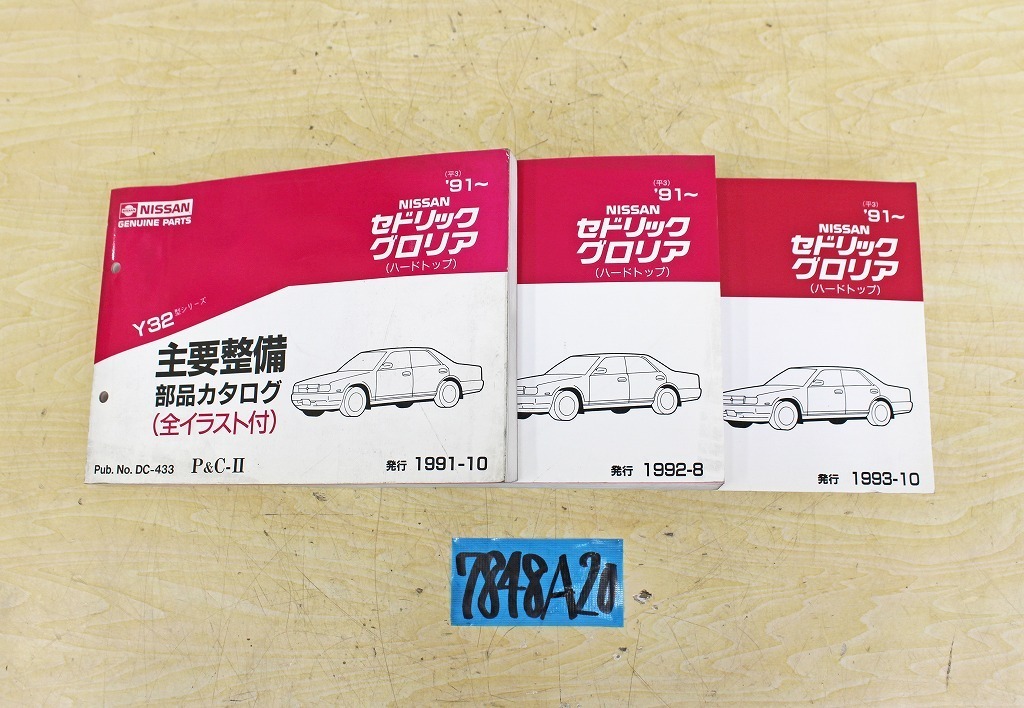 NISSAN
GENUINE PARTS
(平3)
'91~
NISSAN
セドリック
グロリア
(ハードトップ)
Y32型シリーズ
主要整備
部品カタログ
(全イラスト付)
Pub. No. DC-433 P&C-II
発行 1991-10
(平3)
'91~
NISSAN
セドリック
グロリア
(ハードトップ)
発行 1992-8
(平3)
'91~
NISSAN
セドリック
グロリア
(ハードトップ)
発行 1993-10
7848A20